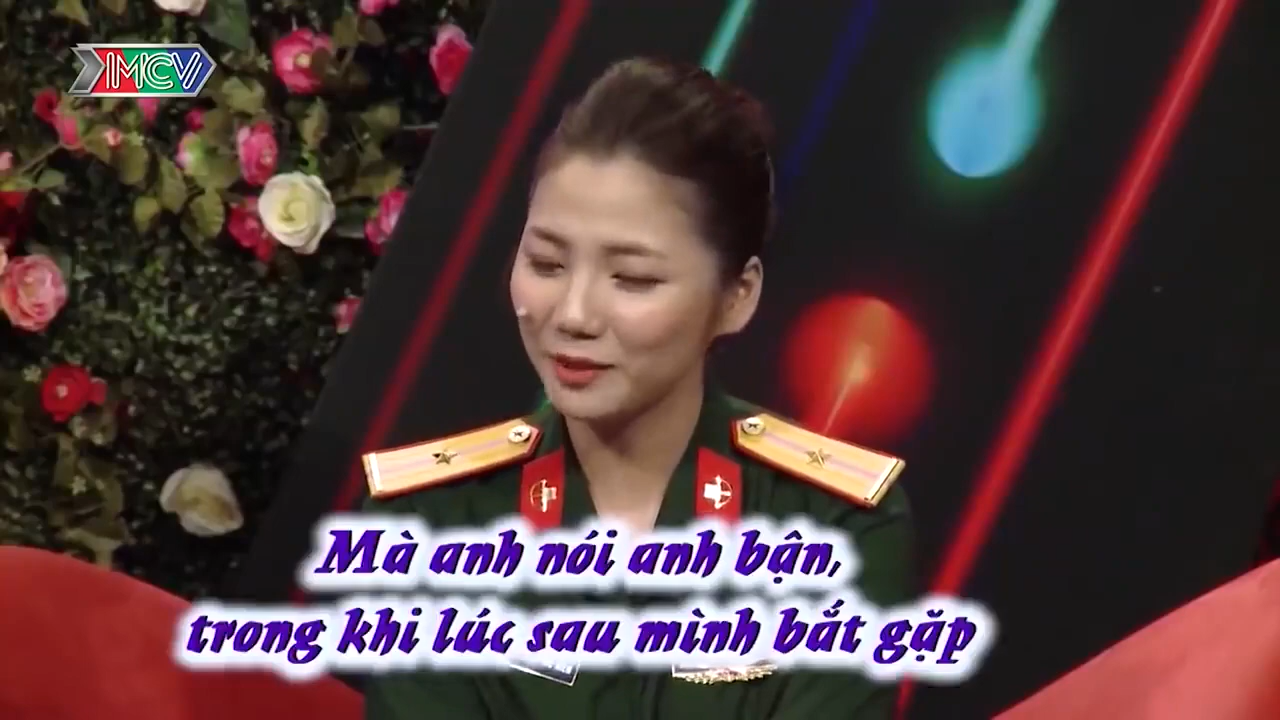 MCV
Mà anh nói anh bận,
trong khi lúc sau mình bắt gặp